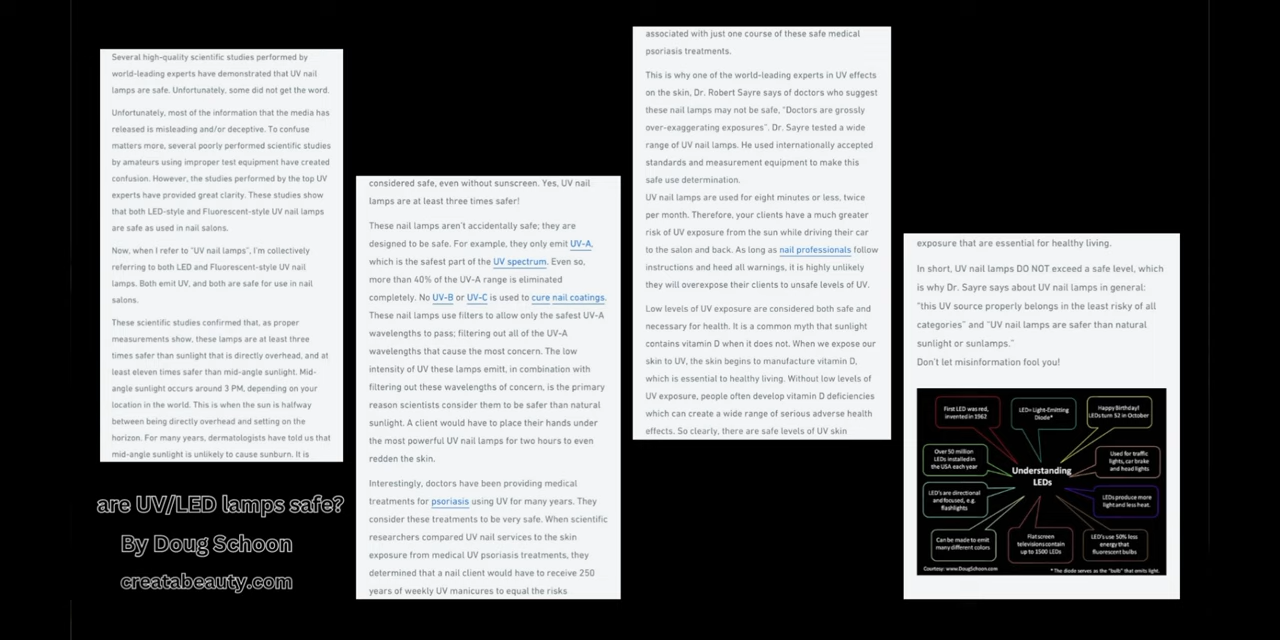 Several high-quality scientific studies performed by
world-leading experts have demonstrated that UV nail
lamps are safe. Unfortunately, some did not get the word.
Unfortunately, most of the information that the media has
released is misleading and/or deceptive. To confuse
matters more, several poorly performed scientific studies
by amateurs using improper test equipment have created
confusion. However, the studies performed by the top UV
experts have provided great clarity. These studies show
that both LED-style and Fluorescent-style UV nail lamps
are safe as used in nail salons.
Now, when I refer to "UV nail lamps", I'm collectively
referring to both LED and Fluorescent-style UV nail
lamps. Both emit UV, and both are safe for use in nail
salons.
These scientific studies confirmed that, as proper
measurements show, these lamps are at least three
times safer than sunlight that is directly overhead, and at
least eleven times safer than mid-angle sunlight. Mid-
angle sunlight occurs around 3 PM, depending on your
location in the world. This is when the sun is halfway
between being directly overhead and setting on the
horizon. For many years, dermatologists have told us that
mid-angle sunlight is unlikely to cause sunburn. It is
are UV/LED lamps safe?
By Doug Schoon
creatabeauty.com
considered safe, even without sunscreen. Yes, UV nail
lamps are at least three times safer!
These nail lamps aren't accidentally safe; they are
designed to be safe. For example, they only emit UV-A,
which is the safest part of the UV spectrum. Even so,
more than 40% of the UV-A range is eliminated
completely. No UV-B or UV-C is used to cure nail coatings.
These nail lamps use filters to allow only the safest UV-A
wavelengths to pass; filtering out all of the UV-A
wavelengths that cause the most concern. The low
intensity of UV these lamps emitt, in combination with
filtering out these wavelengths of concern, is the primary
reason scientists consider them to be safer than natural
sunlight. A client would have to place their hands under
the most powerful UV nail lamps for two hours to even
redden the skin.
Interestingly, doctors have been providing medical
treatments for psoriasis using UV for many years. They
consider these treatments to be very safe. When scientific
researchers compared UV nail services to the skin
exposure from medical UV psoriasis treatments, they
determined that a nail client would have to receive 250
years of weekly UV manicures to equal the risks
associated with just one course of these safe medical
psoriasis treatments.
This is why one of the world-leading experts in UV effects
on the skin, Dr. Robert Sayre says of doctors who suggest
these nail lamps may not be safe, "Doctors are grossly
over-exaggerating exposures". Dr. Sayre tested a wide
range of UV nail lamps. He used internationally accepted
standards and measurement equipment to make this
safe use determination.
UV nail lamps are used for eight minutes or less, twice
per month. Therefore, your clients have a much greater
risk of UV exposure from the sun while driving their car
to the salon and back. As long as nail professionals follow
instructions and heed all warnings, it is highly unlikely
they will overexpose their clients to unsafe levels of UV.
Low levels of UV exposure are considered both safe and
necessary for health. It is a common myth that sunlight
contains vitamin D when it does not. When we expose our
skin to UV, the skin begins to manufacture vitamin D,
which is essential to healthy living. Without low levels of
UV exposure, people often develop vitamin D deficiencies
which can create a wide range of serious adverse health
effects. So clearly, there are safe levels of UV skin
exposure that are essential for healthy living.
In short, UV nail lamps DO NOT exceed a safe level, which
is why Dr. Sayre says about UV nail lamps in general:
"this UV source properly belongs in the least risky of all
categories" and "UV nail lamps are safer than natural
sunlight or sunlamps."
Don't let misinformation fool you!
First LED was red,
invented in 1962
LED= Light-Emitting
Diode*
Happy Birthday!
LEDs turn 52 in October
Over 50 million
LEDs installed in
the USA each year
Understanding
LEDs
Used for traffic
lights, car brake
and head lights
LED's are directional
and focused, e.g.
flashlights
LEDs produce more
light and less heat.
Can be made to emit
many different colors
Flat screen
televisions contain
up to 1500 LEDs
LED's use 50% less
energy that
fluorescent bulbs
Courtesy: www.DougSchoon.com
* The diode serves as the "bulb" that emits light.